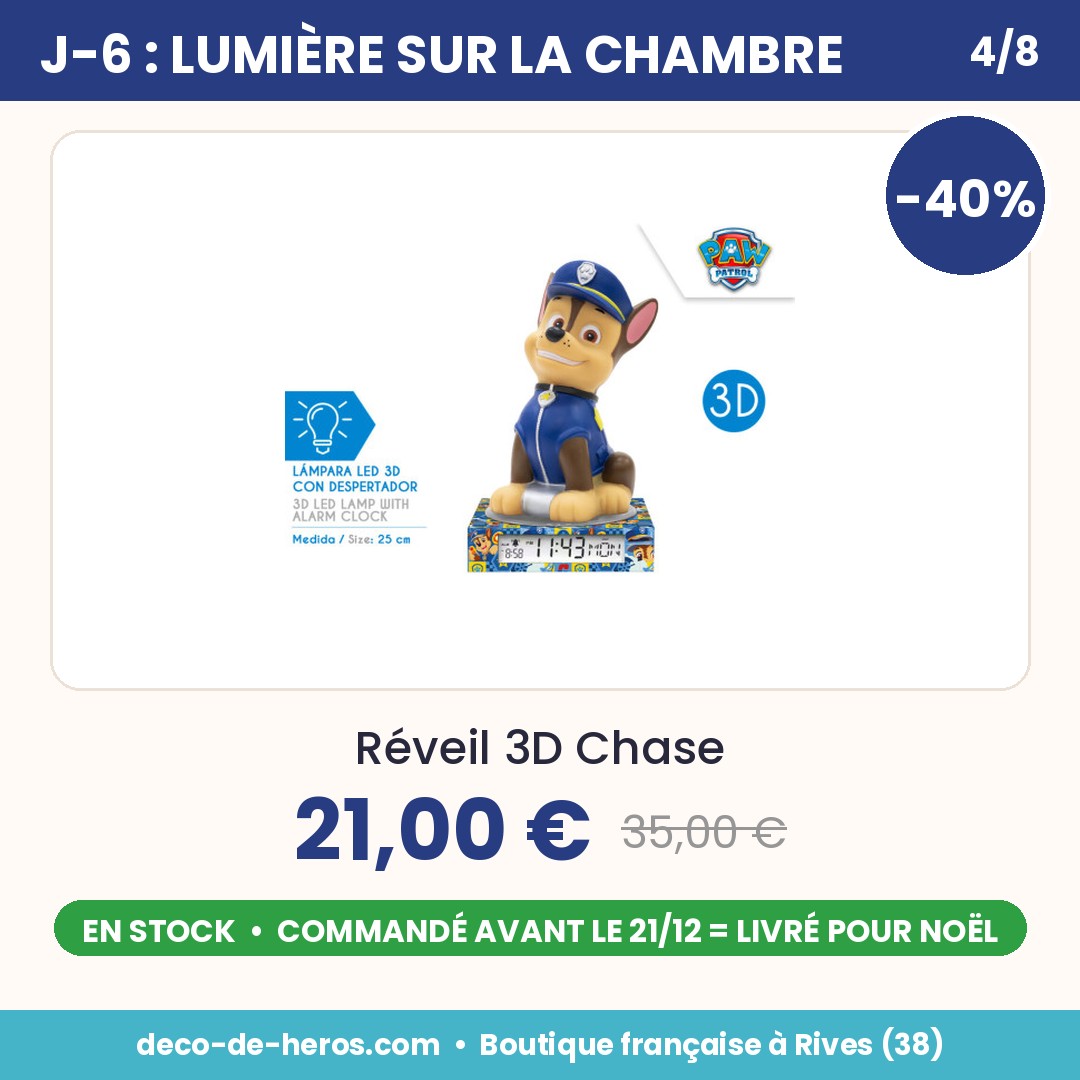 J-6 : LUMIÈRE SUR LA CHAMBRE
4/8
-40%
PAW
PATROL
3D
LÁMPARA LED 3D
CON DESPERTADOR
3D LED LAMP WITH
ALARM CLOCK
Medida / Size: 25 cm
8:58
11:43
MON
Réveil 3D Chase
21,00 € 35,00 €
EN STOCK • COMMANDÉ AVANT LE 21/12 = LIVRÉ POUR NOËL
deco-de-heros.com • Boutique française à Rives (38)